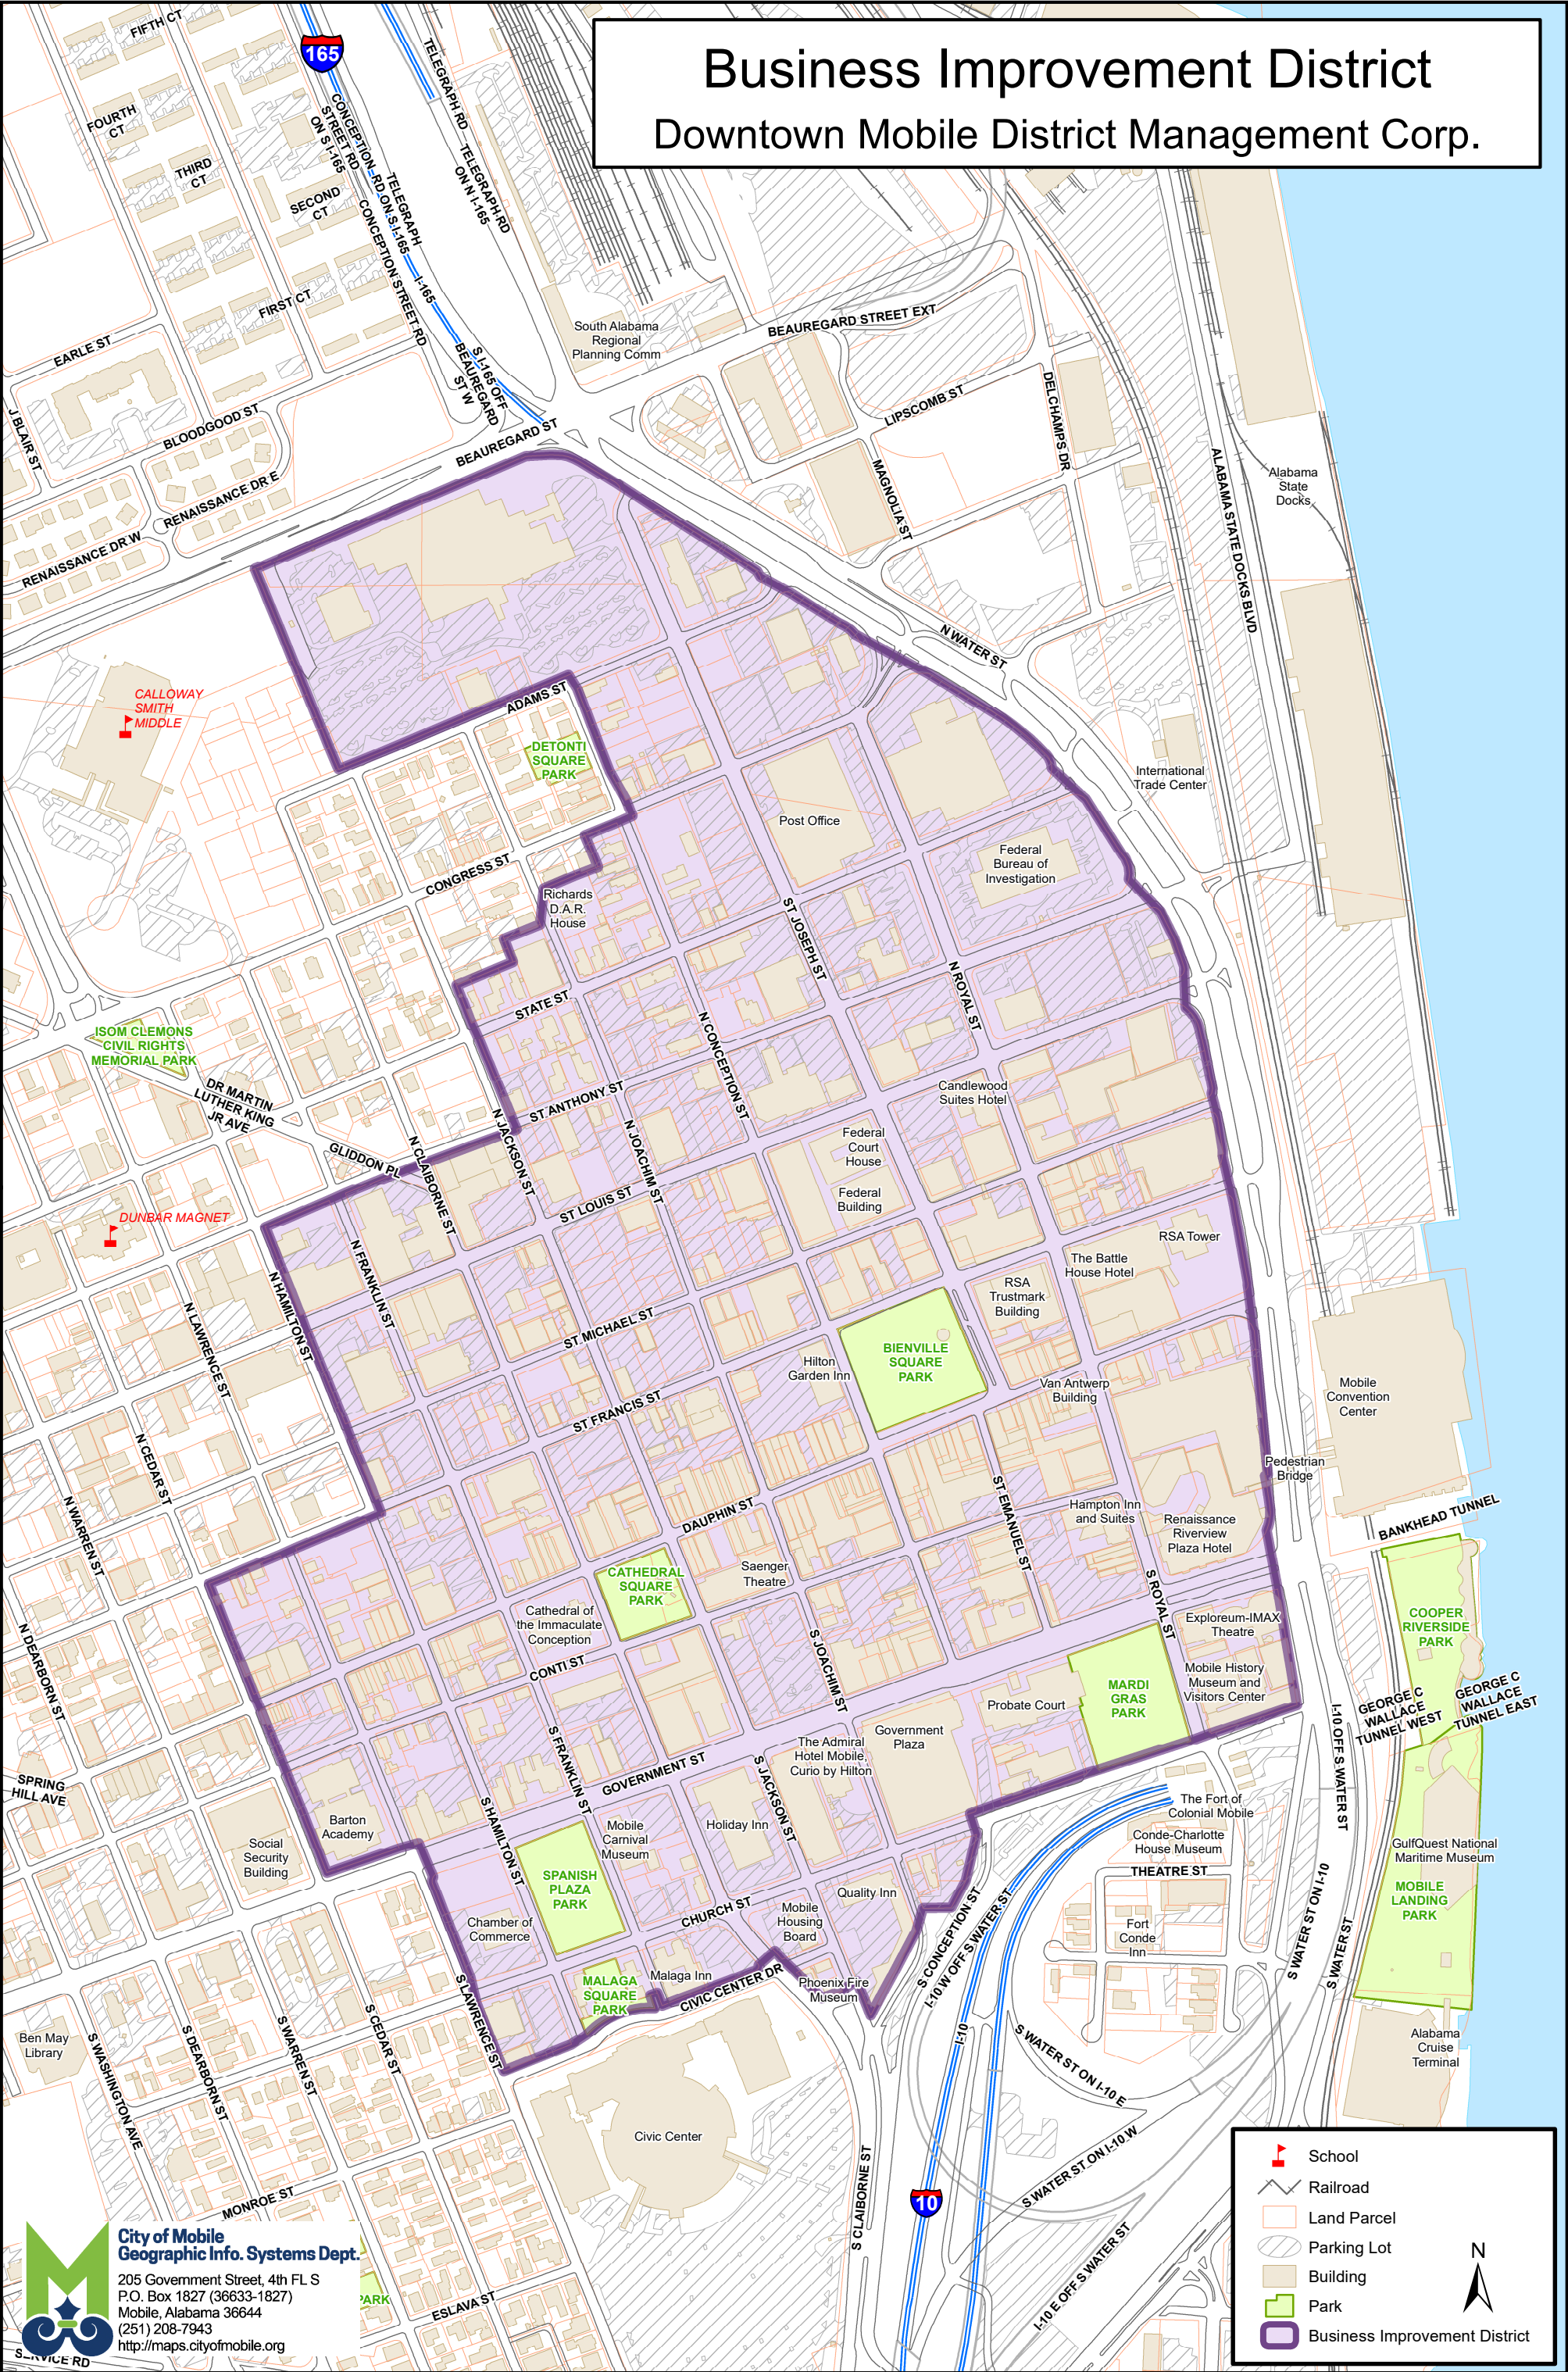 Business Improvement District
Downtown Mobile District Management Corp.
FIFTH CT
165
FOURTH
CT
THIRD
CT
SECOND
CT
FIRST CT
CONCEPTION
STREET RD
ON S I-165
TELEGRAPH
RD ON S I-165
CONCEPTION STREET RD
I-165
TELEGRAPH RD
TELEGRAPH RD
ON N I-165
S I-165 OFF
BEAUREGARD
ST W
South Alabama
Regional
Planning Comm
BEAUREGARD STREET EXT
EARLE ST
J BLAIR ST
BLOODGOOD ST
BEAUREGARD ST
LIPSCOMB ST
DELCHAMPS DR
MAGNOLIA ST
ALABAMA STATE DOCKS BLVD
Alabama
State
Docks
RENAISSANCE DR E
RENAISSANCE DR W
N WATER ST
CALLOWAY
SMITH
MIDDLE
ADAMS ST
DETONTI
SQUARE
PARK
International
Trade Center
Post Office
Federal
Bureau of
Investigation
CONGRESS ST
Richards
D.A.R.
House
ST JOSEPH ST
N ROYAL ST
STATE ST
N CONCEPTION ST
ISOM CLEMONS
CIVIL RIGHTS
MEMORIAL PARK
DR MARTIN
LUTHER KING
JR AVE
ST ANTHONY ST
Candlewood
Suites Hotel
GLIDDON PL
N CLAIBORNE ST
N JACKSON ST
N JOACHIM ST
Federal
Court
House
Federal
Building
DUNBAR MAGNET
ST LOUIS ST
RSA Tower
The Battle
House Hotel
RSA
Trustmark
Building
N HAMILTON ST
N FRANKLIN ST
N LAWRENCE ST
ST MICHAEL ST
BIENVILLE
SQUARE
PARK
Hilton
Garden Inn
Van Antwerp
Building
Mobile
Convention
Center
ST FRANCIS ST
N CEDAR ST
N WARREN ST
Pedestrian
Bridge
DAUPHIN ST
ST EMANUEL ST
Hampton Inn
and Suites
Renaissance
Riverview
Plaza Hotel
BANKHEAD TUNNEL
CATHEDRAL
SQUARE
PARK
Saenger
Theatre
S ROYAL ST
Cathedral of
the Immaculate
Conception
Exploreum-IMAX
Theatre
COOPER
RIVERSIDE
PARK
N DEARBORN ST
CONTI ST
S JOACHIM ST
Mobile History
Museum and
Visitors Center
MARDI
GRAS
PARK
Probate Court
GEORGE C
WALLACE
TUNNEL WEST
GEORGE C
WALLACE
TUNNEL EAST
S FRANKLIN ST
Government
Plaza
The Admiral
Hotel Mobile,
Curio by Hilton
I-10 OFF S WATER ST
GOVERNMENT ST
S JACKSON ST
SPRING
HILL AVE
S HAMILTON ST
Barton
Academy
Social
Security
Building
Mobile
Carnival
Museum
Holiday Inn
The Fort of
Colonial Mobile
Conde-Charlotte
House Museum
THEATRE ST
GulfQuest National
Maritime Museum
SPANISH
PLAZA
PARK
MOBILE
LANDING
PARK
Quality Inn
CHURCH ST
Mobile
Housing
Board
Chamber of
Commerce
Fort
Conde
Inn
S CONCEPTION ST
I-10 W OFF S WATER ST
S WATER ST ON I-10
S WATER ST
MALAGA
SQUARE
PARK
Malaga Inn
CIVIC CENTER DR
Phoenix Fire
Museum
S LAWRENCE ST
I-10
Ben May
Library
S WASHINGTON AVE
S DEARBORN ST
S WARREN ST
S CEDAR ST
S WATER ST ON I-10 E
Alabama
Cruise
Terminal
Civic Center
S WATER ST ON I-10 W
S CLAIBORNE ST
10
I-10 E OFF S WATER ST
MONROE ST
PARK
ESLAVA ST
SERVICE RD
City of Mobile
Geographic Info. Systems Dept.
205 Government Street, 4th FL S
P.O. Box 1827 (36633-1827)
Mobile, Alabama 36644
(251) 208-7943
http://maps.cityofmobile.org
School
Railroad
Land Parcel
Parking Lot
Building
Park
Business Improvement District
N